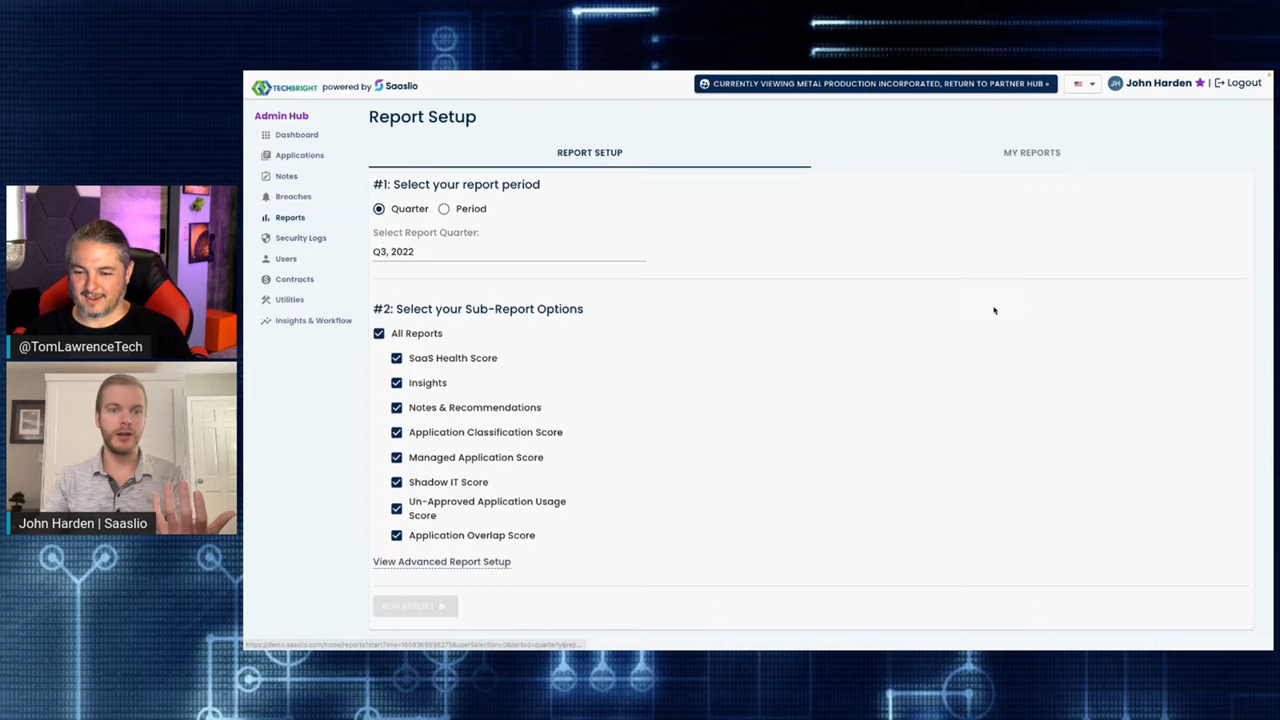 TECHBRIGHT powered by Saaslio
CURRENTLY VIEWING METAL PRODUCTION INCORPORATED, RETURN TO PARTNER HUB »
JH John Harden | Logout
Admin Hub
Dashboard
Applications
Notes
Breaches
Reports
Security Logs
Users
Contracts
Utilities
Insights & Workflow
Report Setup
REPORT SETUP
MY REPORTS
#1: Select your report period
Quarter
Period
Select Report Quarter:
Q3, 2022
#2: Select your Sub-Report Options
All Reports
SaaS Health Score
Insights
Notes & Recommendations
Application Classification Score
Managed Application Score
Shadow IT Score
Un-Approved Application Usage
Score
Application Overlap Score
View Advanced Report Setup
RUN REPORT
@TomLawrenceTech
John Harden | Saaslio